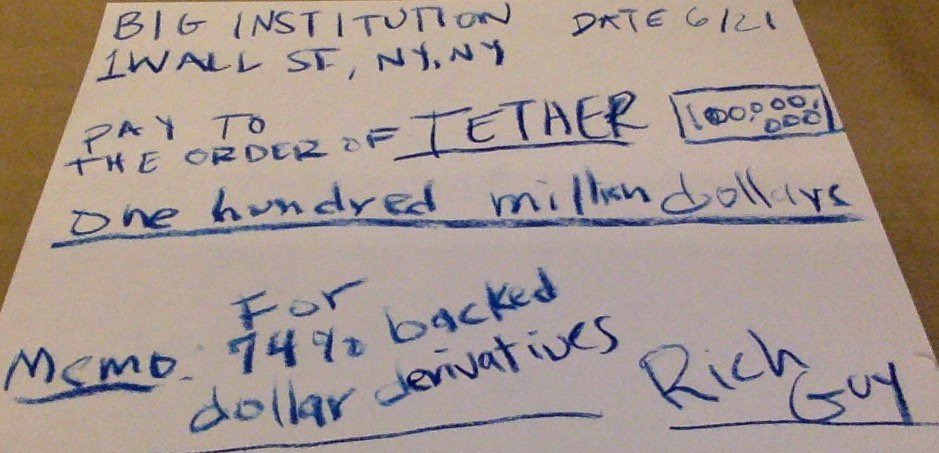 BIG INSTITUTION DATE 6/21
1 WALL ST, NY, NY
PAY TO
THE ORDER OF TETHER 100,000,000
one hundred million dollars
For
Memo: 74% backed
dollar derivatives
Rich
Guy